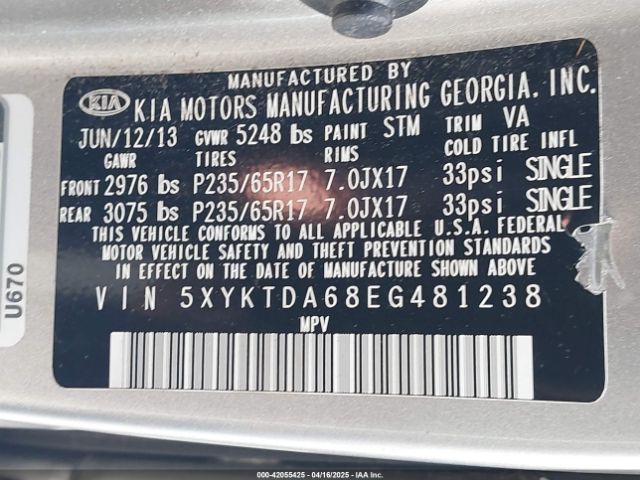 MANUFACTURED BY
KIA KIA MOTORS MANUFACTURING GEORGIA, INC.
JUN/12/13 GVWR 5248 lbs PAINT STM TRIM VA
GAWR TIRES RIMS COLD TIRE INFL
FRONT 2976 lbs P235/65R17 7.0JX17 33psi SINGLE
REAR 3075 lbs P235/65R17 7.0JX17 33psi SINGLE
THIS VEHICLE CONFORMS TO ALL APPLICABLE U.S.A. FEDERAL
MOTOR VEHICLE SAFETY AND THEFT PREVENTION STANDARDS
IN EFFECT ON THE DATE OF MANUFACTURE SHOWN ABOVE
VIN 5XYKTDA68EG481238
MPV
U670
000-42055425 - 04/16/2025 - IAAI.COM